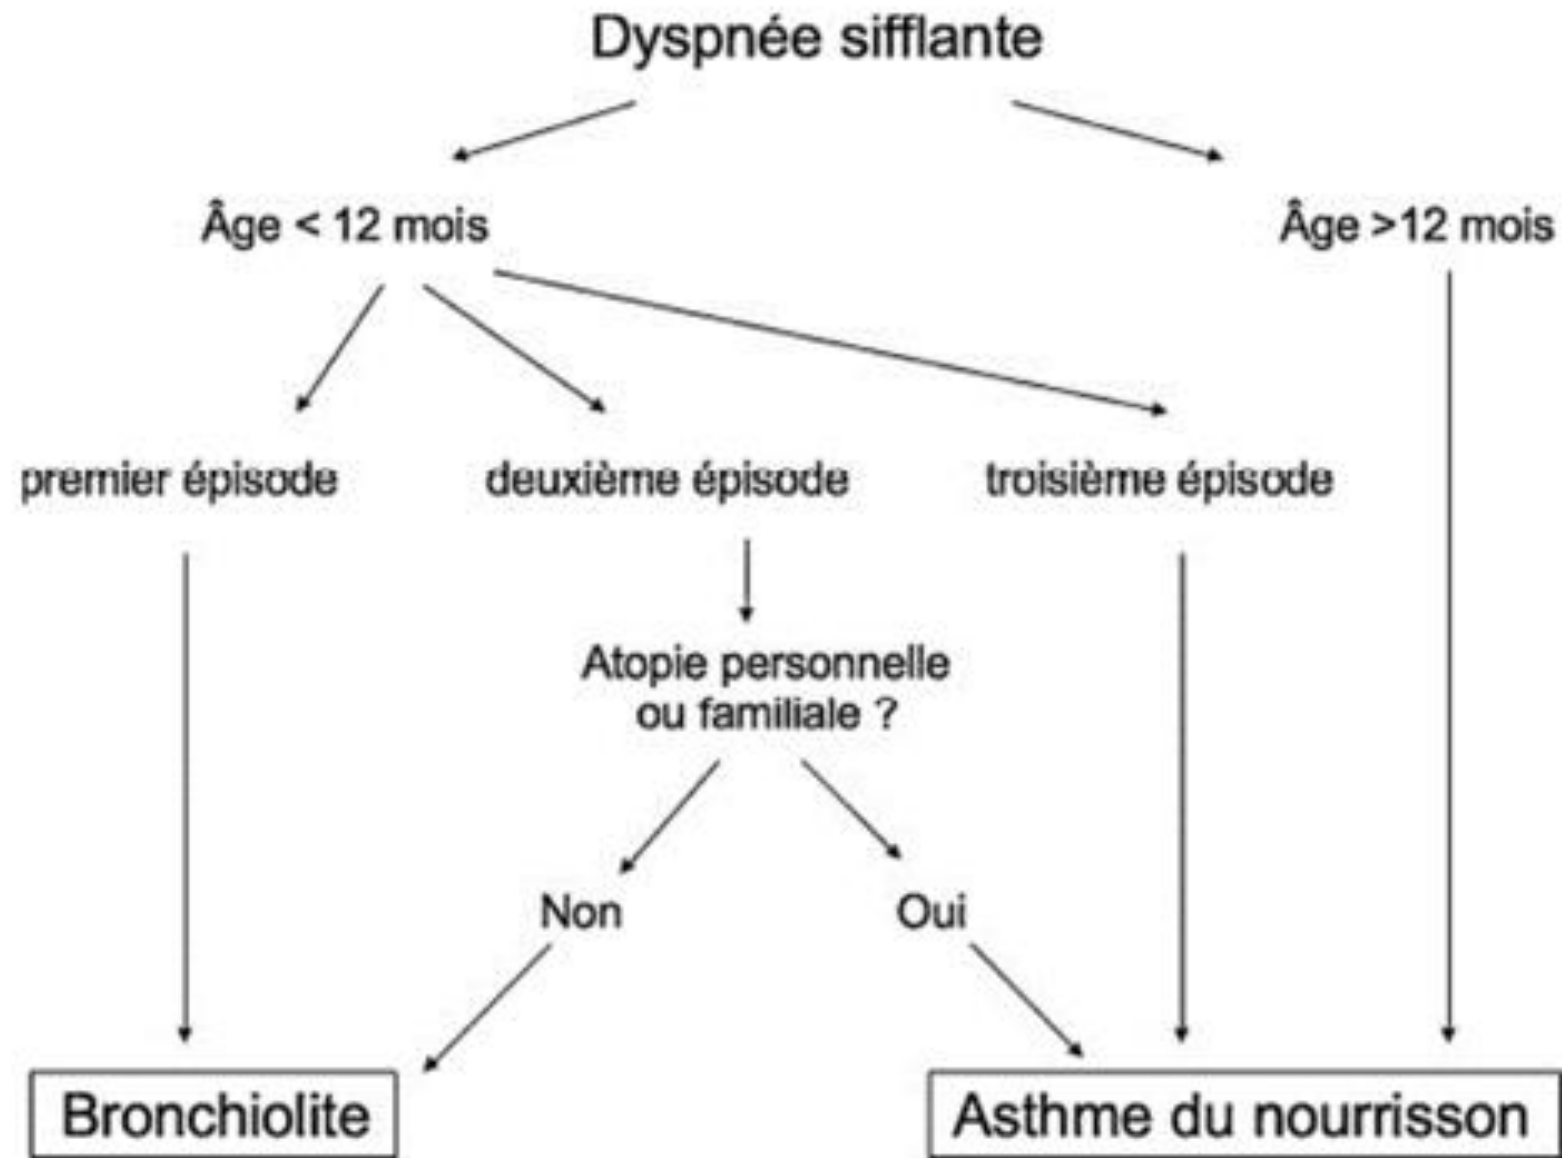 Dyspnée sifflante
Âge < 12 mois
Âge >12 mois
premier épisode
deuxième épisode
troisième épisode
Atopie personnelle
ou familiale ?
Non
Oui
Bronchiolite
Asthme du nourrisson